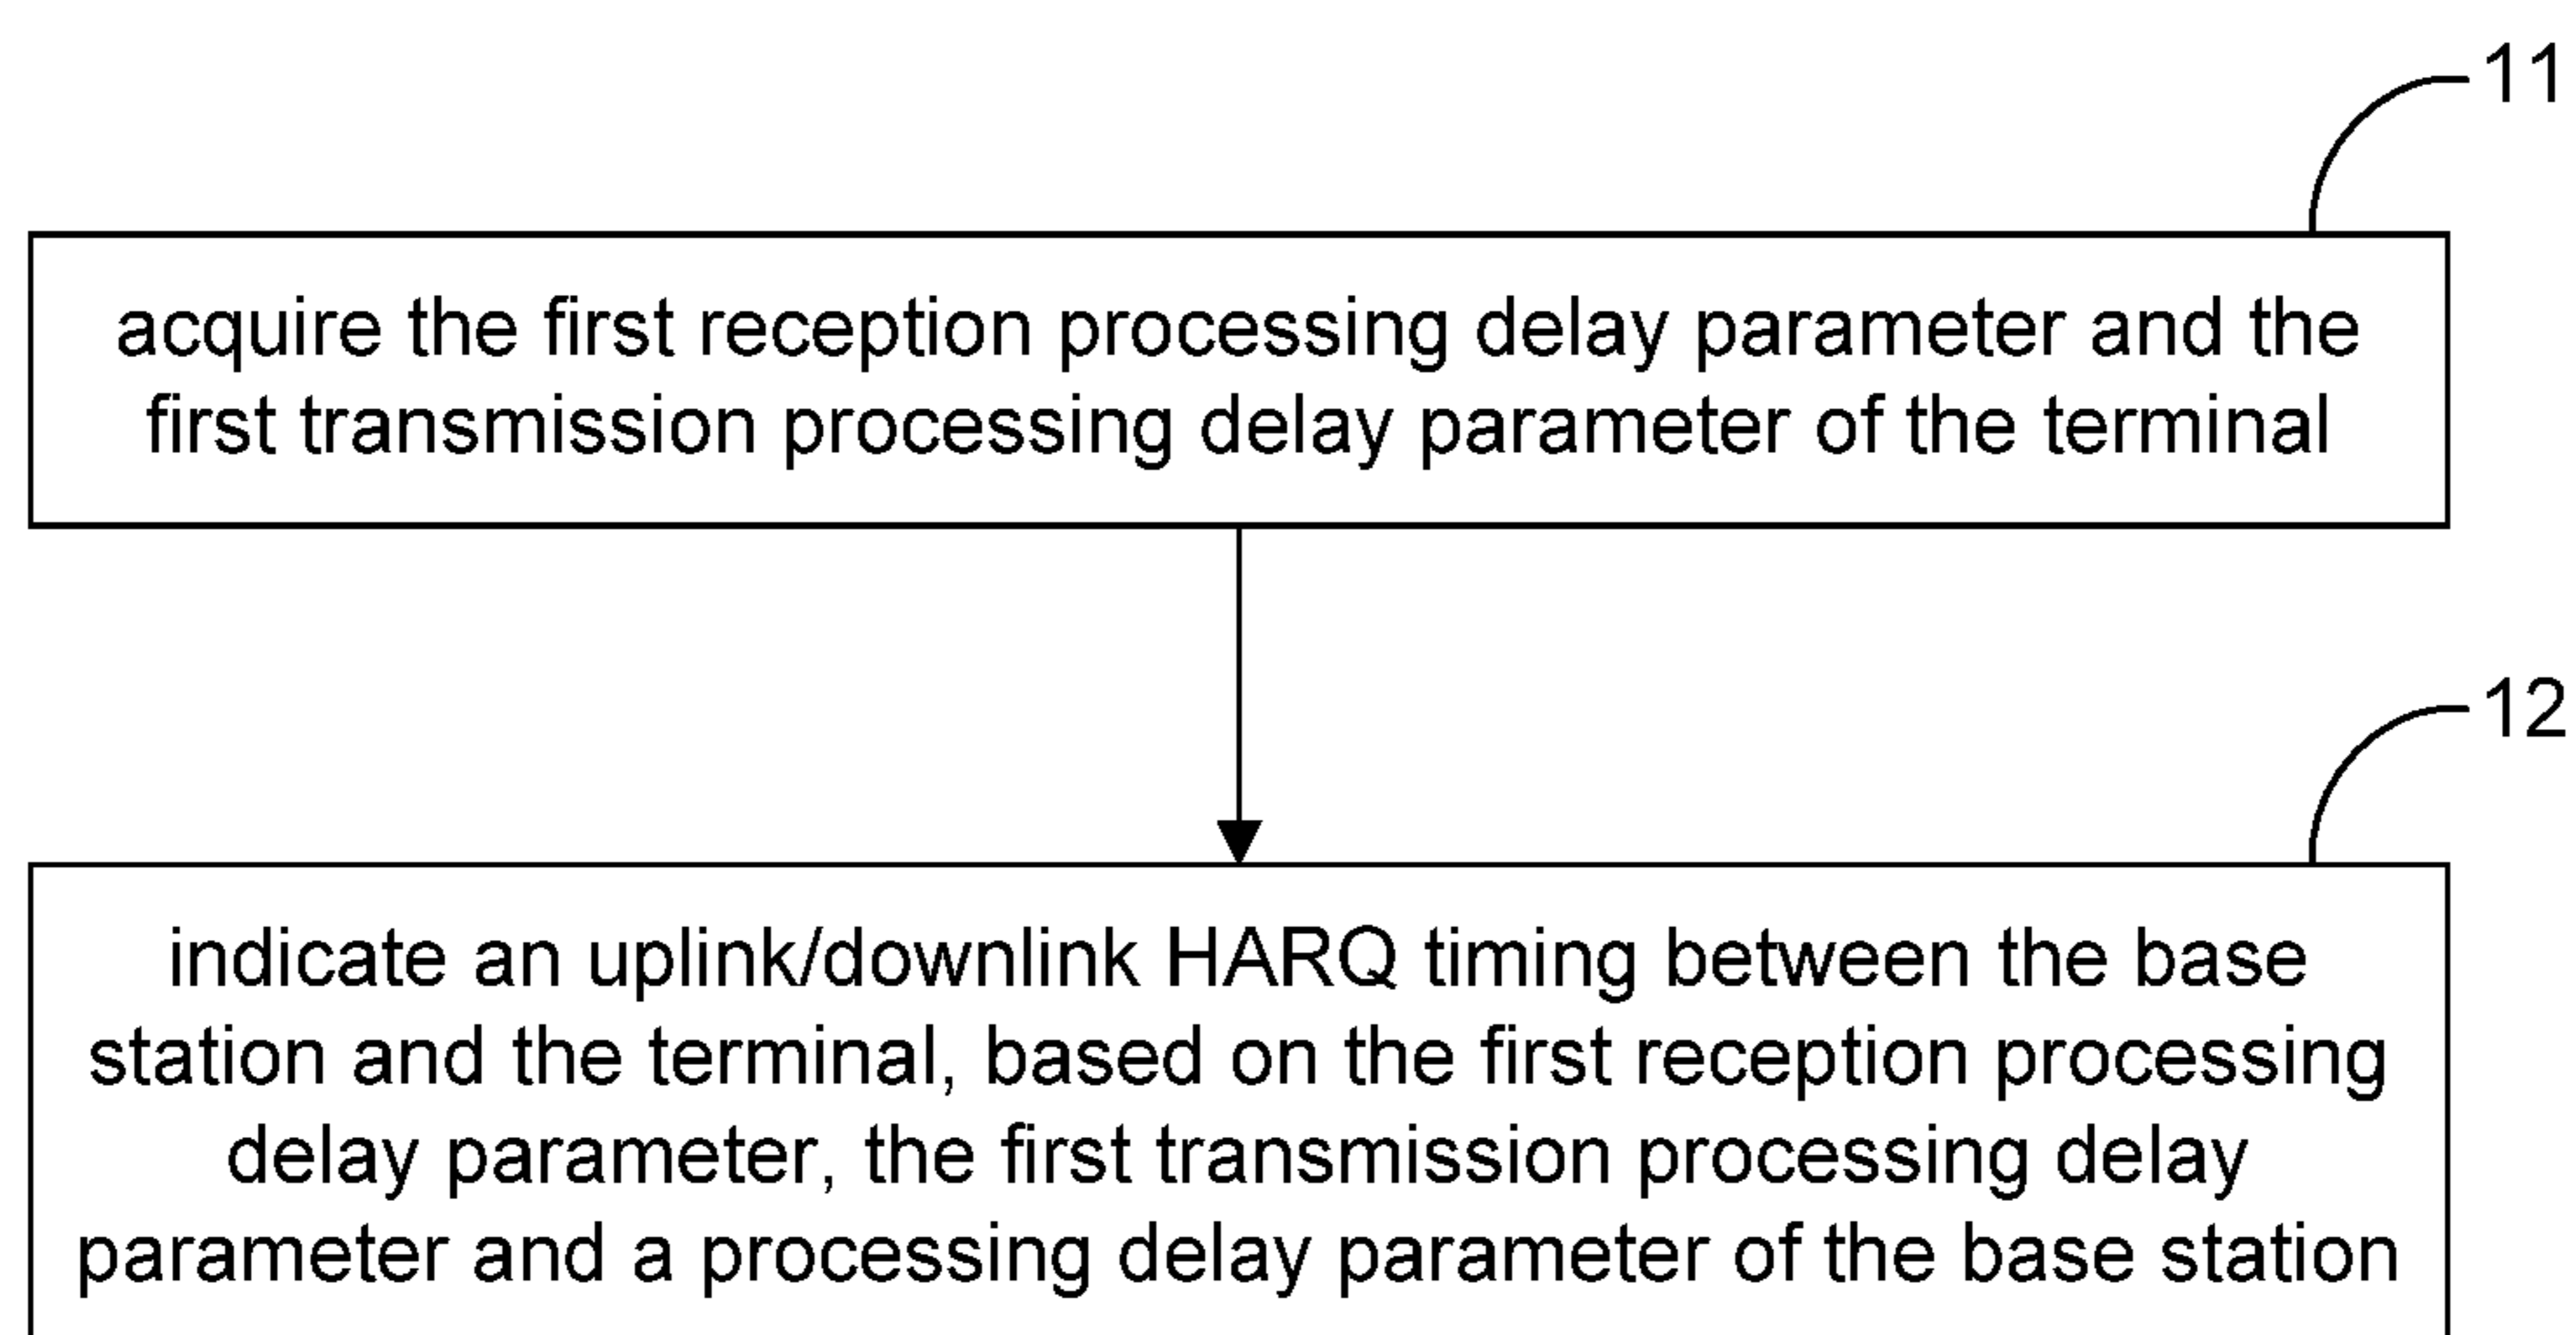 11
acquire the first reception processing delay parameter and the
first transmission processing delay parameter of the terminal
12
indicate an uplink/downlink HARQ timing between the base
station and the terminal, based on the first reception processing
delay parameter, the first transmission processing delay
parameter and a processing delay parameter of the base station